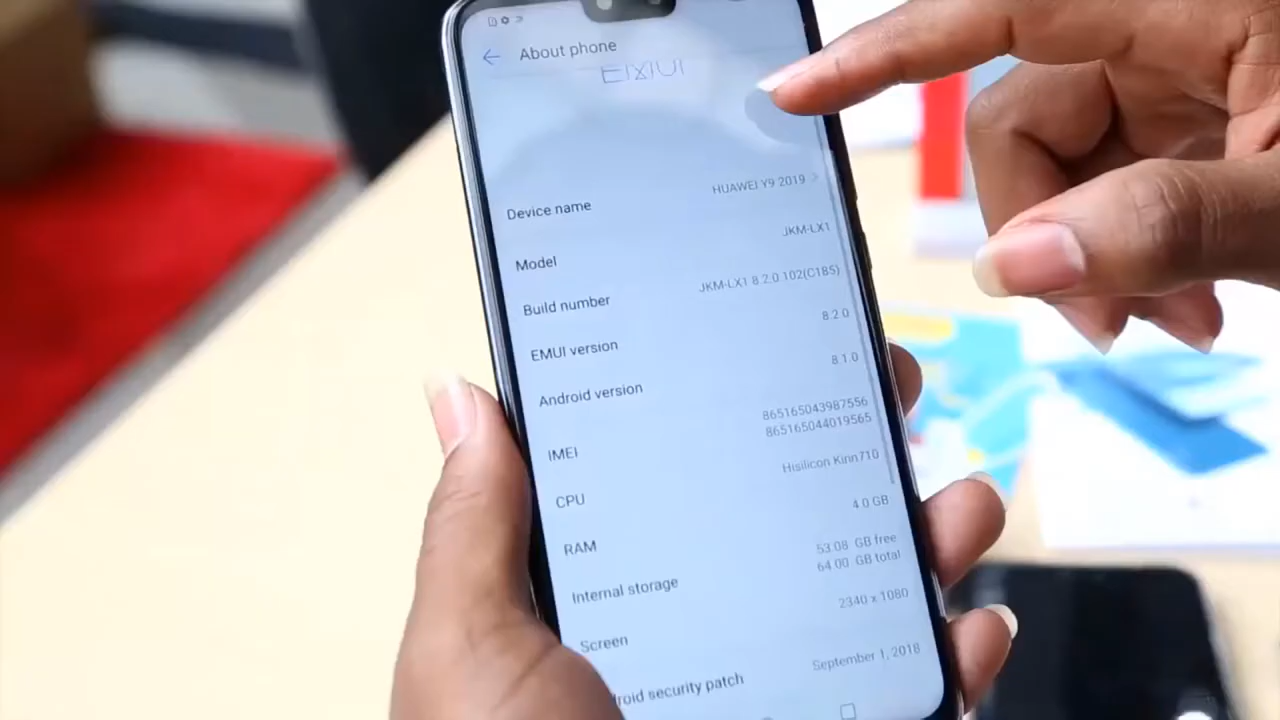 About phone
EMUI
Device name HUAWEI Y9 2019
Model JKM-LX1
Build number JKM-LX1 8.2.0.102(C185)
EMUI version 8.2.0
Android version 8.1.0
IMEI 865165043987556
865165044019565
CPU Hisilicon Kirin710
RAM 4.0 GB
Internal storage 53.08 GB free
64.00 GB total
Screen 2340 x 1080
roid security patch September 1, 2018